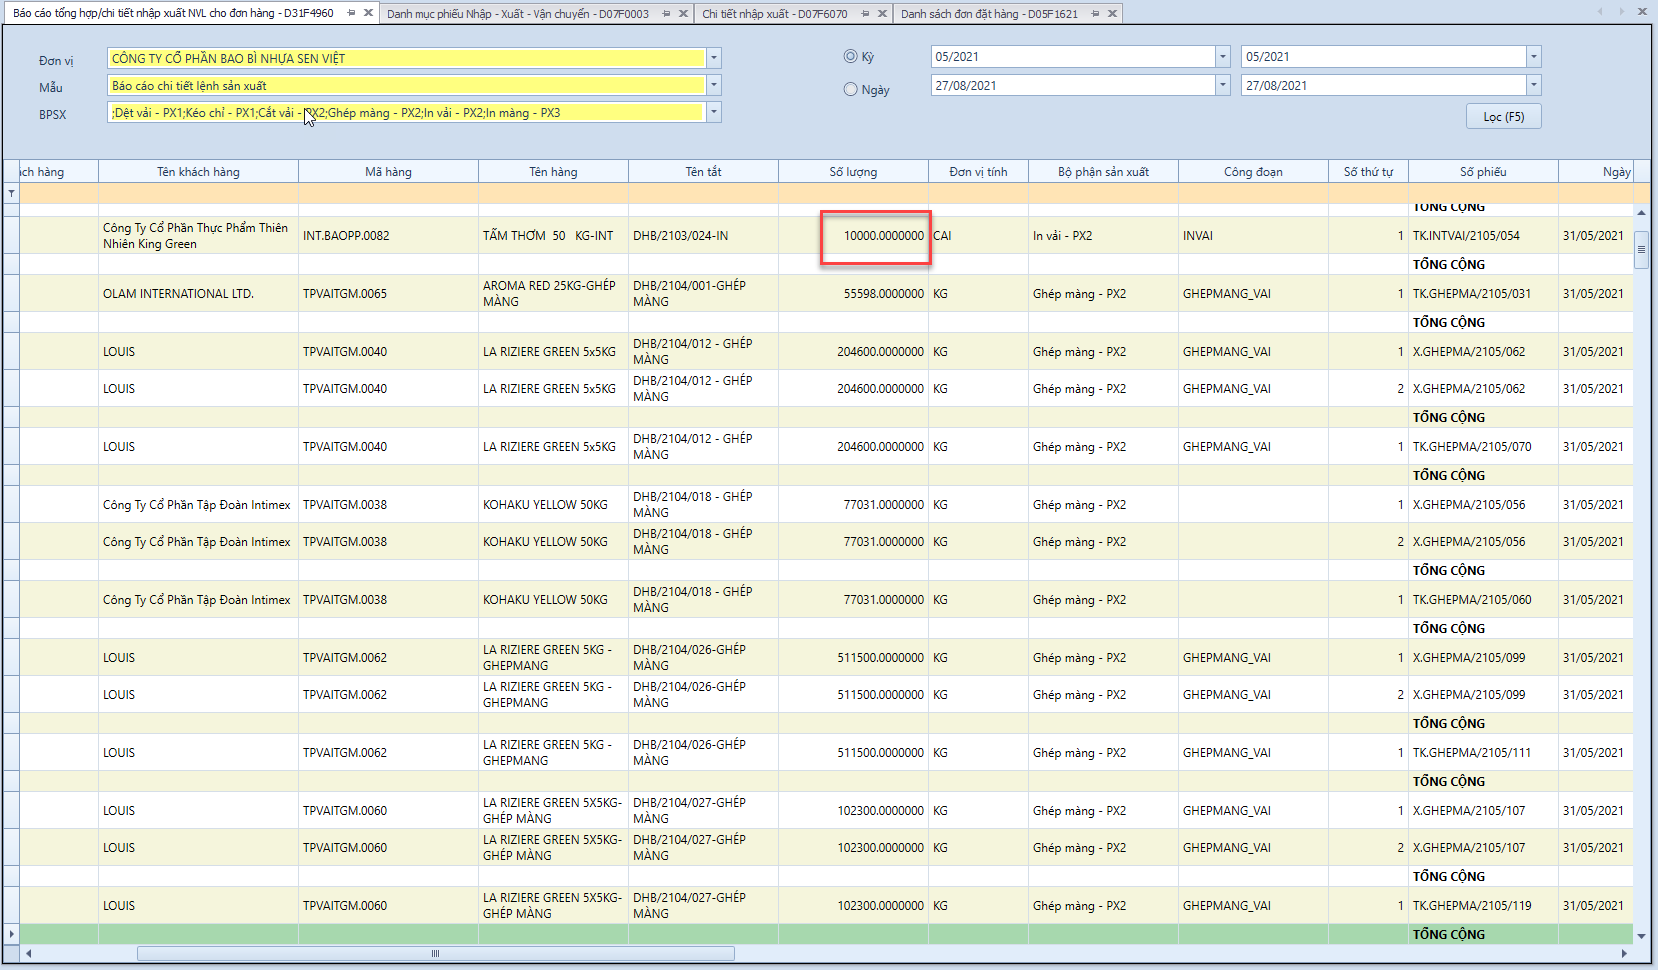 Báo cáo tổng hợp/chi tiết nhập xuất NVL cho đơn hàng - D31F4960 Danh mục phiếu Nhập - Xuất - Vận chuyển - D07F0003 Chi tiết nhập xuất - D07F6070 Danh sách đơn đặt hàng - D05F1621
Đơn vị CÔNG TY CỔ PHẦN BAO BÌ NHỰA SEN VIỆT Kỳ 05/2021 05/2021
Mẫu Báo cáo chi tiết lệnh sản xuất Ngày 27/08/2021 27/08/2021
BPSX ;Dệt vải - PX1;Kéo chỉ - PX1;Cắt vải - PX2;Ghép màng - PX2;In vải - PX2;In màng - PX3 Lọc (F5)
ách hàng Tên khách hàng Mã hàng Tên hàng Tên tắt Số lượng Đơn vị tính Bộ phận sản xuất Công đoạn Số thứ tự Số phiếu Ngày
TỔNG CỘNG
Công Ty Cổ Phần Thực Phẩm Thiên Nhiên King Green INT.BAOPP.0082 TẤM THƠM 50 KG-INT DHB/2103/024-IN 10000.0000000 CAI In vải - PX2 INVAI 1 TK.INTVAI/2105/054 31/05/2021
TỔNG CỘNG
OLAM INTERNATIONAL LTD. TPVAITGM.0065 AROMA RED 25KG-GHÉP MÀNG DHB/2104/001-GHÉP MÀNG 55598.0000000 KG Ghép màng - PX2 GHEPMANG_VAI 1 TK.GHEPMA/2105/031 31/05/2021
TỔNG CỘNG
LOUIS TPVAITGM.0040 LA RIZIERE GREEN 5x5KG DHB/2104/012 - GHÉP MÀNG 204600.0000000 KG Ghép màng - PX2 GHEPMANG_VAI 1 X.GHEPMA/2105/062 31/05/2021
LOUIS TPVAITGM.0040 LA RIZIERE GREEN 5x5KG DHB/2104/012 - GHÉP MÀNG 204600.0000000 KG Ghép màng - PX2 GHEPMANG_VAI 2 X.GHEPMA/2105/062 31/05/2021
TỔNG CỘNG
LOUIS TPVAITGM.0040 LA RIZIERE GREEN 5x5KG DHB/2104/012 - GHÉP MÀNG 204600.0000000 KG Ghép màng - PX2 GHEPMANG_VAI 1 TK.GHEPMA/2105/070 31/05/2021
TỔNG CỘNG
Công Ty Cổ Phần Tập Đoàn Intimex TPVAITGM.0038 KOHAKU YELLOW 50KG DHB/2104/018 - GHÉP MÀNG 77031.0000000 KG Ghép màng - PX2 1 X.GHEPMA/2105/056 31/05/2021
Công Ty Cổ Phần Tập Đoàn Intimex TPVAITGM.0038 KOHAKU YELLOW 50KG DHB/2104/018 - GHÉP MÀNG 77031.0000000 KG Ghép màng - PX2 2 X.GHEPMA/2105/056 31/05/2021
TỔNG CỘNG
Công Ty Cổ Phần Tập Đoàn Intimex TPVAITGM.0038 KOHAKU YELLOW 50KG DHB/2104/018 - GHÉP MÀNG 77031.0000000 KG Ghép màng - PX2 1 TK.GHEPMA/2105/060 31/05/2021
TỔNG CỘNG
LOUIS TPVAITGM.0062 LA RIZIERE GREEN 5KG - GHEPMANG DHB/2104/026-GHÉP MÀNG 511500.0000000 KG Ghép màng - PX2 GHEPMANG_VAI 1 X.GHEPMA/2105/099 31/05/2021
LOUIS TPVAITGM.0062 LA RIZIERE GREEN 5KG - GHEPMANG DHB/2104/026-GHÉP MÀNG 511500.0000000 KG Ghép màng - PX2 GHEPMANG_VAI 2 X.GHEPMA/2105/099 31/05/2021
TỔNG CỘNG
LOUIS TPVAITGM.0062 LA RIZIERE GREEN 5KG - GHEPMANG DHB/2104/026-GHÉP MÀNG 511500.0000000 KG Ghép màng - PX2 GHEPMANG_VAI 1 TK.GHEPMA/2105/111 31/05/2021
TỔNG CỘNG
LOUIS TPVAITGM.0060 LA RIZIERE GREEN 5X5KG-GHÉP MÀNG DHB/2104/027-GHÉP MÀNG 102300.0000000 KG Ghép màng - PX2 GHEPMANG_VAI 1 X.GHEPMA/2105/107 31/05/2021
LOUIS TPVAITGM.0060 LA RIZIERE GREEN 5X5KG-GHÉP MÀNG DHB/2104/027-GHÉP MÀNG 102300.0000000 KG Ghép màng - PX2 GHEPMANG_VAI 2 X.GHEPMA/2105/107 31/05/2021
TỔNG CỘNG
LOUIS TPVAITGM.0060 LA RIZIERE GREEN 5X5KG-GHÉP MÀNG DHB/2104/027-GHÉP MÀNG 102300.0000000 KG Ghép màng - PX2 GHEPMANG_VAI 1 TK.GHEPMA/2105/119 31/05/2021
TỔNG CỘNG